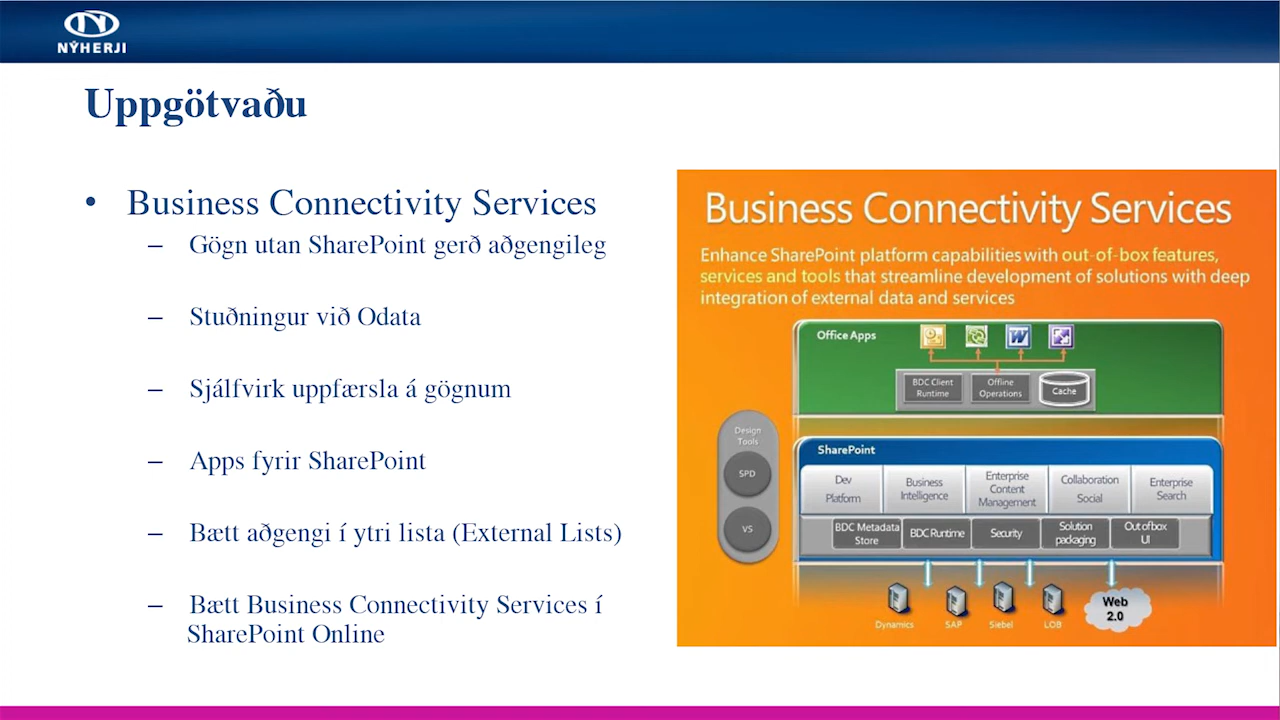 NÝHERJI
Uppgötvaðu
• Business Connectivity Services
– Gögn utan SharePoint gerð aðgengileg
– Stuðningur við Odata
– Sjálfvirk uppfærsla á gögnum
– Apps fyrir SharePoint
– Bætt aðgengi í ytri lista (External Lists)
– Bætt Business Connectivity Services í
SharePoint Online
Business Connectivity Services
Enhance SharePoint platform capabilities with out-of-box features,
services and tools that streamline development of solutions with deep
integration of external data and services
Office Apps
BDC Client
Runtime
Offline
Operations
Cache
Design
Tools
SPD
VS
SharePoint
Dev
Platform
Business
Intelligence
Enterprise
Content
Management
Collaboration
Social
Enterprise
Search
BDC Metadata
Store
BDC Runtime
Security
Solution
packaging
Out of box
UI
Dynamics
SAP
Siebel
LOB
Web
2.0